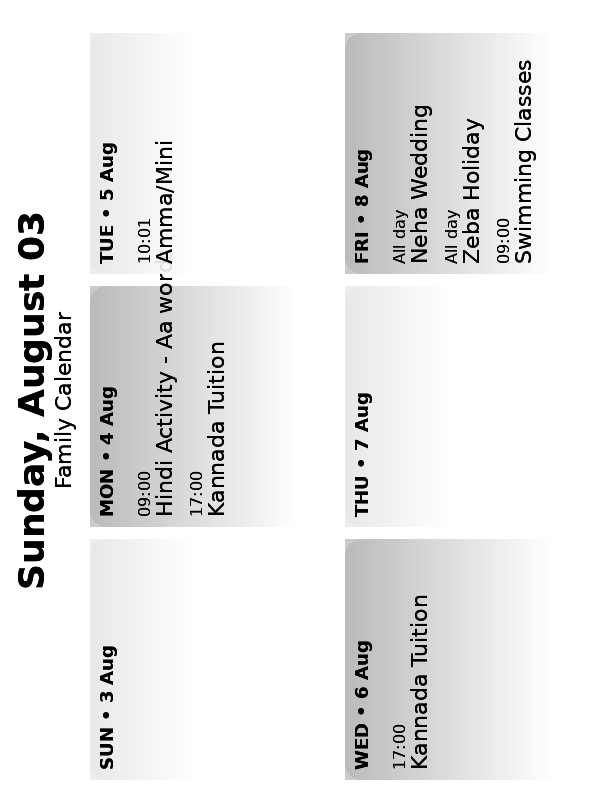 Sunday, August 03
Family Calendar
SUN • 3 Aug
MON • 4 Aug
09:00
Hindi Activity - Aa wor
17:00
Kannada Tuition
TUE • 5 Aug
10:01
Amma/Mini
WED • 6 Aug
17:00
Kannada Tuition
THU • 7 Aug
FRI • 8 Aug
All day
Neha Wedding
All day
Zeba Holiday
09:00
Swimming Classes